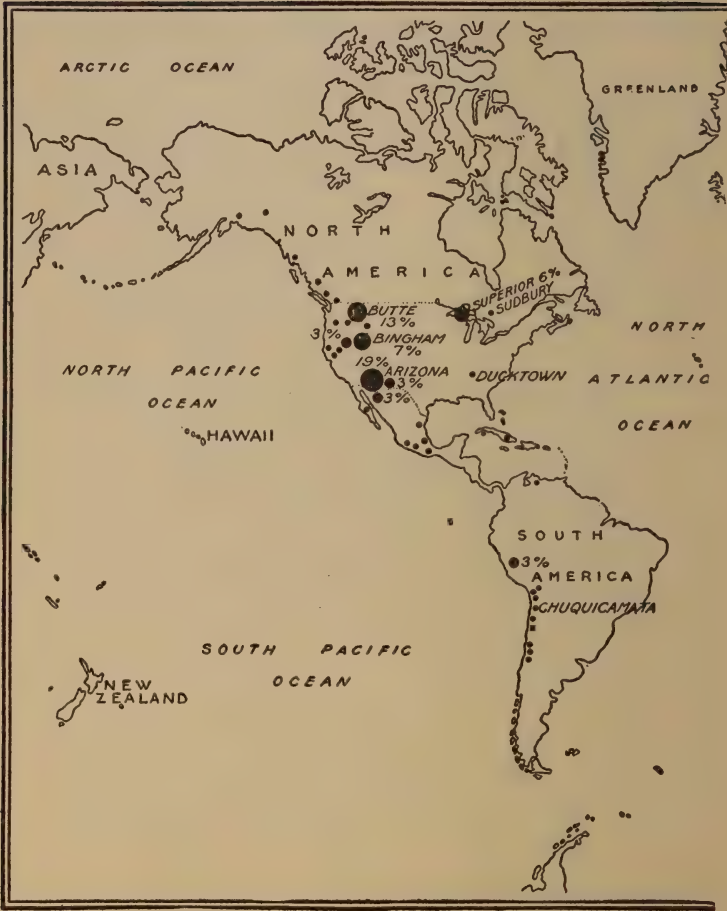 ARCTIC OCEAN
GREENLAND
ASIA
NORTH
AMERICA
SUPERIOR 6%
SUDBURY
BUTTE
13%
3%
BINGHAM
7%
19%
ARIZONA
3%
3%
DUCKTOWN
NORTH
ATLANTIC
OCEAN
NORTH PACIFIC
OCEAN
HAWAII
SOUTH
3%
AMERICA
CHUQUICAMATA
SOUTH PACIFIC
OCEAN
NEW
ZEALAND